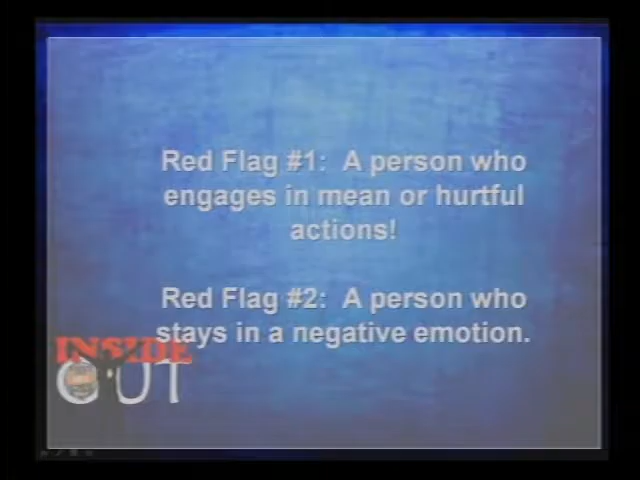 Red Flag #1:  A person who
engages in mean or hurtful
actions!
Red Flag #2:  A person who
stays in a negative emotion.
INSIDE
OUT